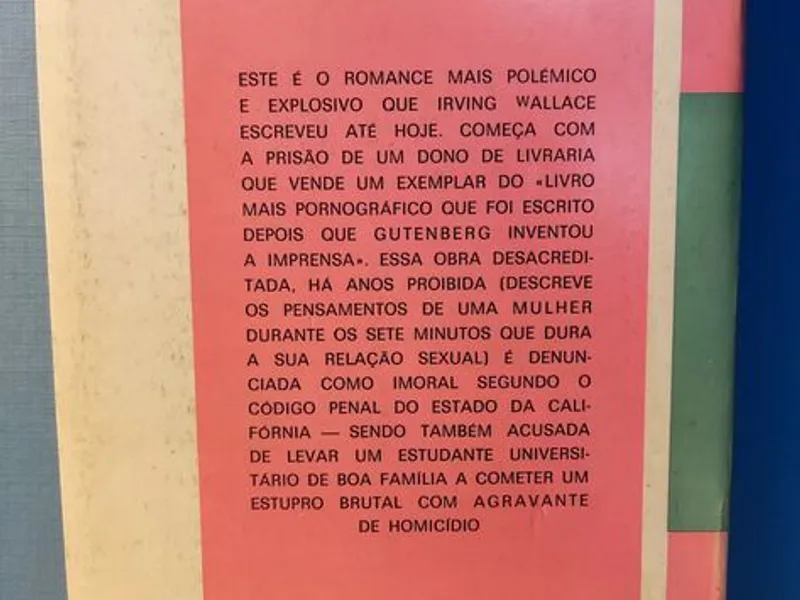 ESTE É O ROMANCE MAIS POLÉMICO
E EXPLOSIVO QUE IRVING WALLACE
ESCREVEU ATÉ HOJE. COMEÇA COM
A PRISÃO DE UM DONO DE LIVRARIA
QUE VENDE UM EXEMPLAR DO «LIVRO
MAIS PORNOGRÁFICO QUE FOI ESCRITO
DEPOIS QUE GUTENBERG INVENTOU
A IMPRENSA». ESSA OBRA DESACREDI-
TADA, HÁ ANOS PROIBIDA (DESCREVE
OS PENSAMENTOS DE UMA MULHER
DURANTE OS SETE MINUTOS QUE DURA
A SUA RELAÇÃO SEXUAL) É DENUN-
CIADA COMO IMORAL SEGUNDO O
CÓDIGO PENAL DO ESTADO DA CALI-
FÓRNIA — SENDO TAMBÉM ACUSADA
DE LEVAR UM ESTUDANTE UNIVERSI-
TÁRIO DE BOA FAMÍLIA A COMETER UM
ESTUPRO BRUTAL COM AGRAVANTE
DE HOMICÍDIO